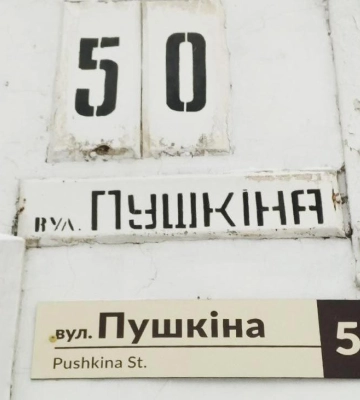 50
вул. ПУШКІНА
вул. Пушкіна
Pushkina St.
5